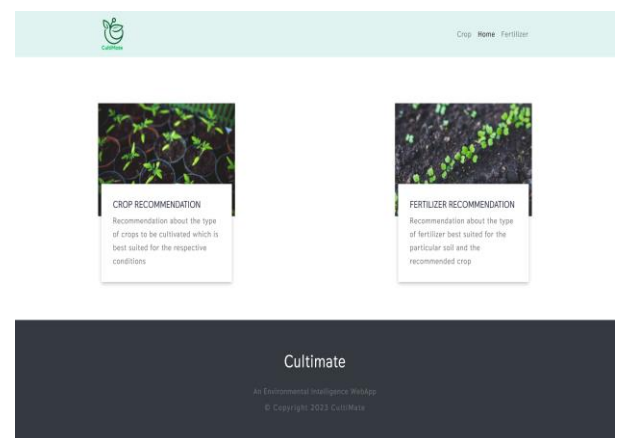 CultiMate
Crop Home Fertilizer
CROP RECOMMENDATION
Recommendation about the type
of crops to be cultivated which is
best suited for the respective
conditions
FERTILIZER RECOMMENDATION
Recommendation about the type
of fertilizer best suited for the
particular soil and the
recommended crop
Cultimate
An Environmental Intelligence WebApp
© Copyright 2023 CultiMate